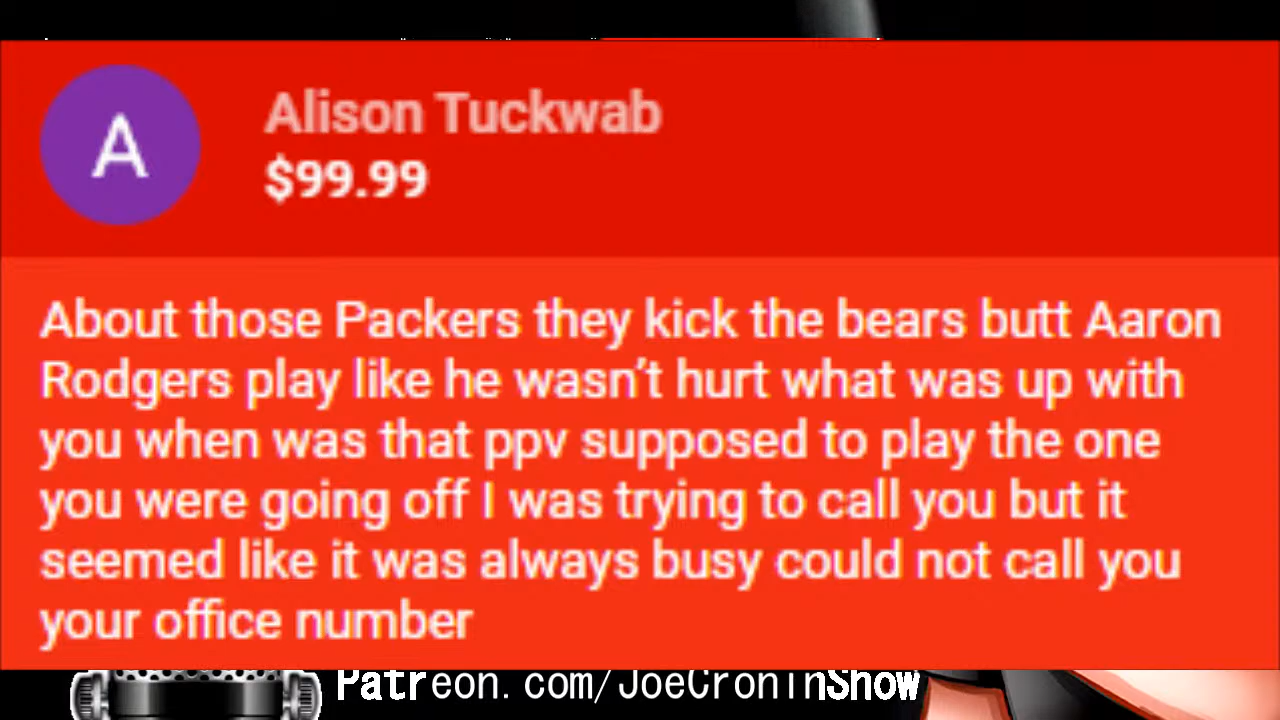 A
Alison Tuckwab
$99.99
About those Packers they kick the bears butt Aaron
Rodgers play like he wasn't hurt what was up with
you when was that ppv supposed to play the one
you were going off I was trying to call you but it
seemed like it was always busy could not call you
your office number
Patreon.com/JoeCroninShow